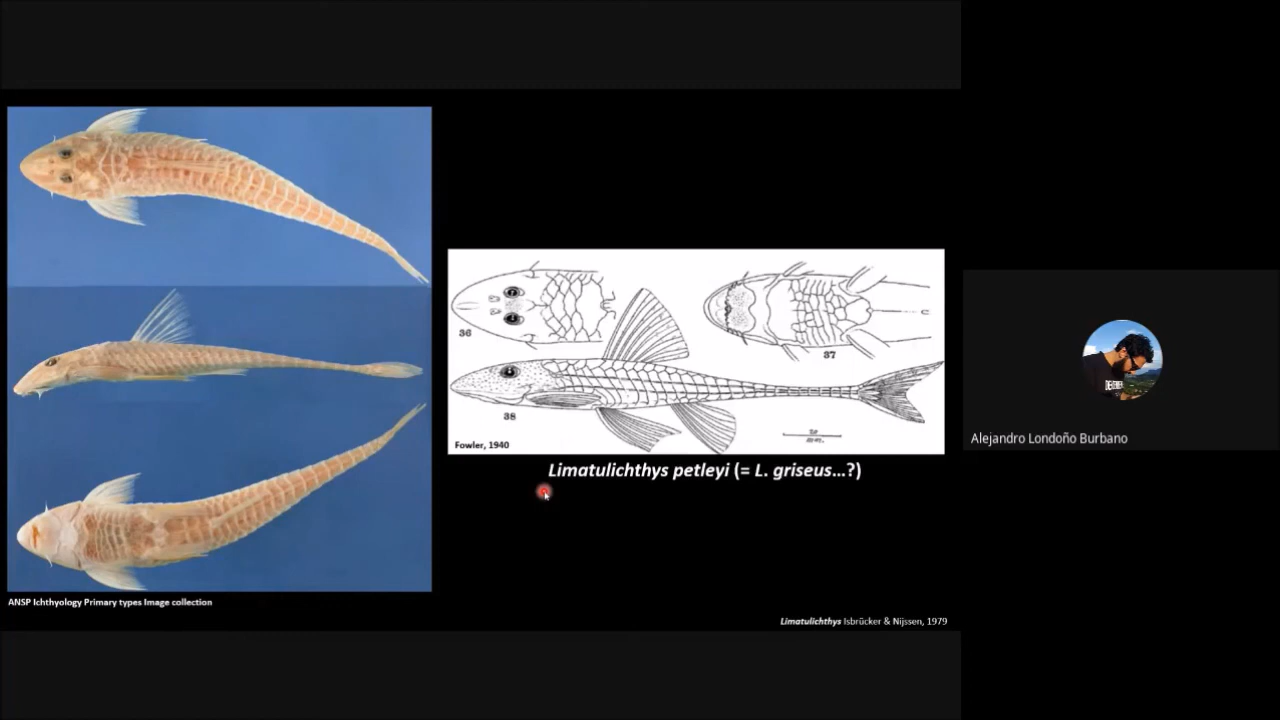 36
37
38
Fowler, 1940
Limatulichthys petleyi (= L. griseus...?)
ANSP Ichthyology Primary types Image collection
Limatulichthys Isbrücker & Nijssen, 1979
Alejandro Londoño Burbano